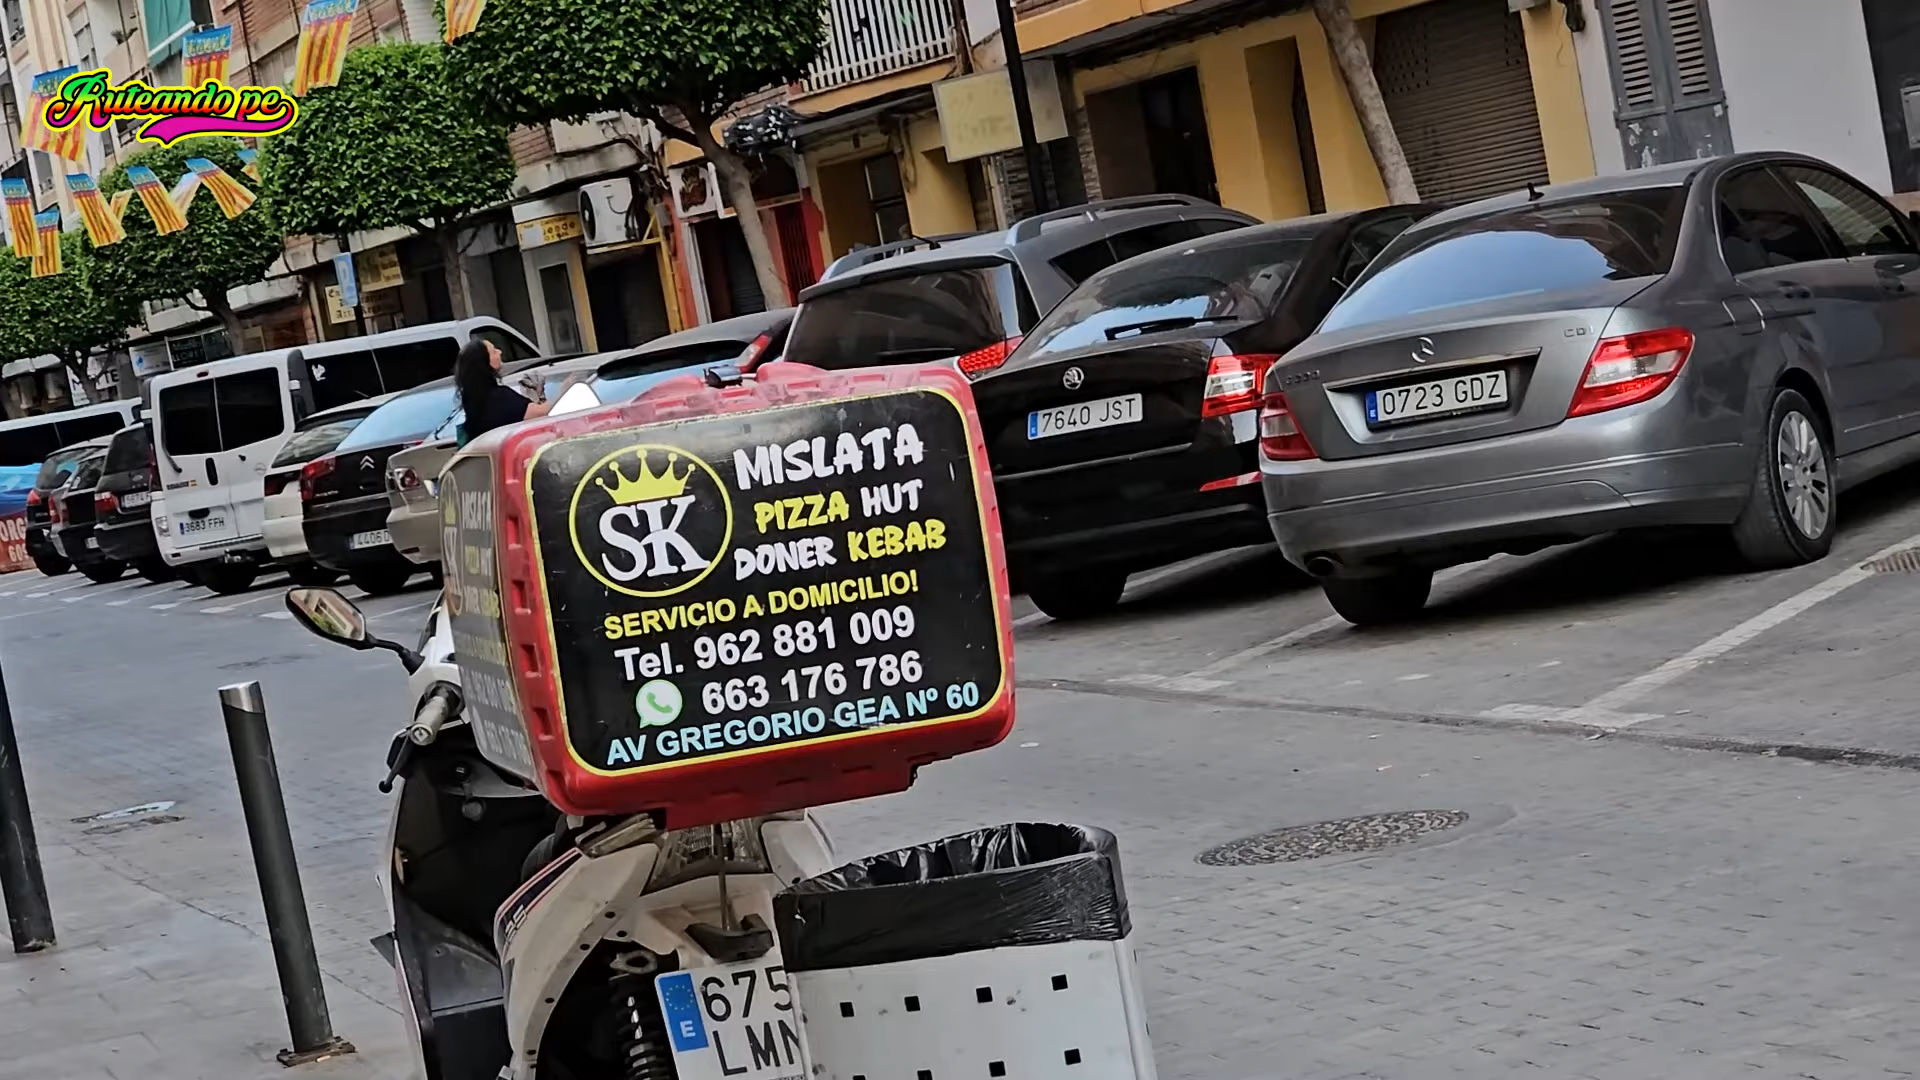 Ruteando pe
SK
MISLATA
PIZZA HUT
DONER KEBAB
SERVICIO A DOMICILIO!
Tel. 962 881 009
663 176 786
AV GREGORIO GEA Nº 60
7640 JST
CDI
0723 GDZ
3683 FFH
675
LMN